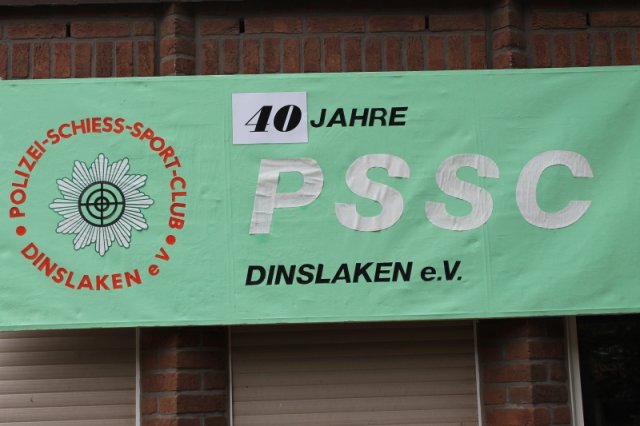 POLIZEI-SCHIESS-SPORT-CLUB
• DINSLAKEN e V •
40 JAHRE
PSSC
DINSLAKEN e.V.